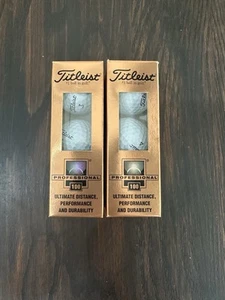 Titleist
Titleist
PROFESSIONAL
100
ULTIMATE DISTANCE,
PERFORMANCE
AND DURABILITY
PROFESSIONAL
100
ULTIMATE DISTANCE,
PERFORMANCE
AND DURABILITY